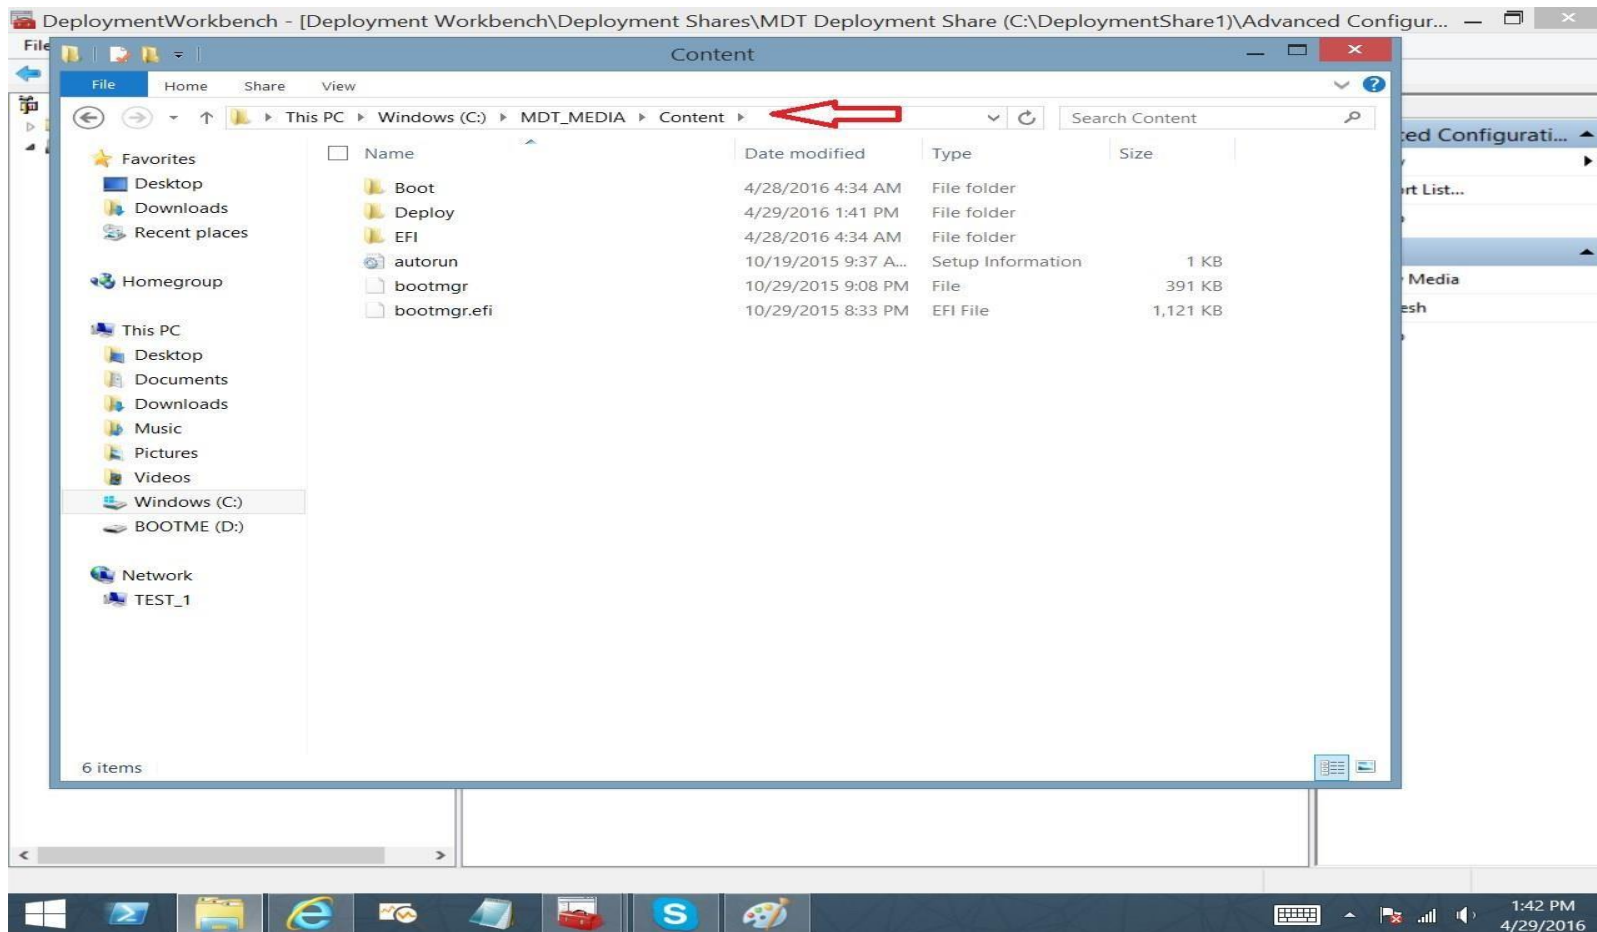 DeploymentWorkbench - [Deployment Workbench\Deployment Shares\MDT Deployment Share (C:\DeploymentShare1)\Advanced Configur...
File
Content
File Home Share View
This PC Windows (C:) MDT_MEDIA Content
Search Content
Favorites
Desktop
Downloads
Recent places
Homegroup
This PC
Desktop
Documents
Downloads
Music
Pictures
Videos
Windows (C:)
BOOTME (D:)
Network
TEST_1
Name Date modified Type Size
Boot 4/28/2016 4:34 AM File folder
Deploy 4/29/2016 1:41 PM File folder
EFI 4/28/2016 4:34 AM File folder
autorun 10/19/2015 9:37 A... Setup Information 1 KB
bootmgr 10/29/2015 9:08 PM File 391 KB
bootmgr.efi 10/29/2015 8:33 PM EFI File 1,121 KB
6 items
ced Configurati...
rt List...
Media
esh
1:42 PM
4/29/2016